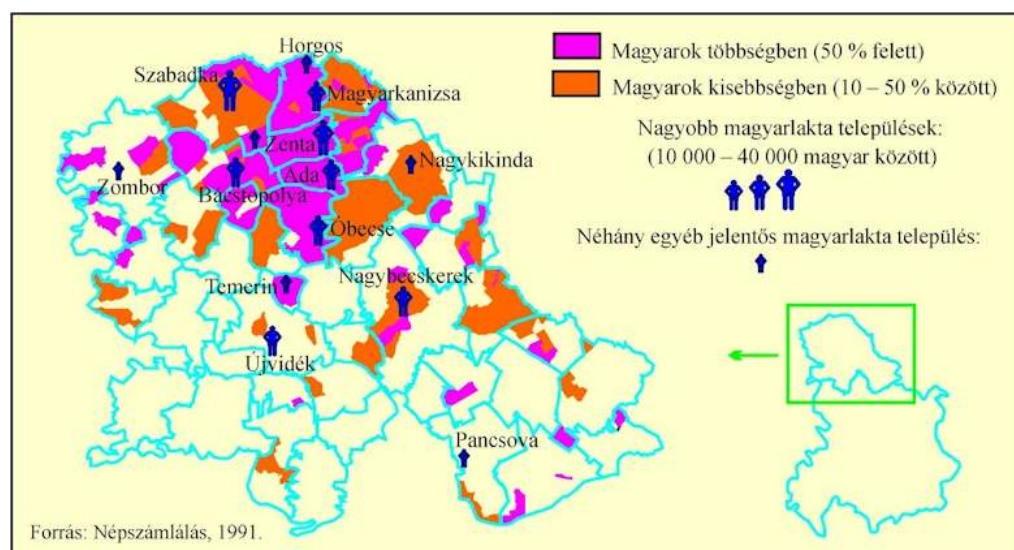 Horgos
Szabadka
Magyarkanizsa
Zenta
Nagykikinda
Zombor
Ada
Bácstopolya
Óbecse
Nagybecskerek
Temerin
Újvidék
Pancsova
Magyarok többségben (50 % felett)
Magyarok kisebbségben (10 – 50 % között)
Nagyobb magyarlakta települések:
(10 000 – 40 000 magyar között)
Néhány egyéb jelentős magyarlakta település:
Forrás: Népszámlálás, 1991.